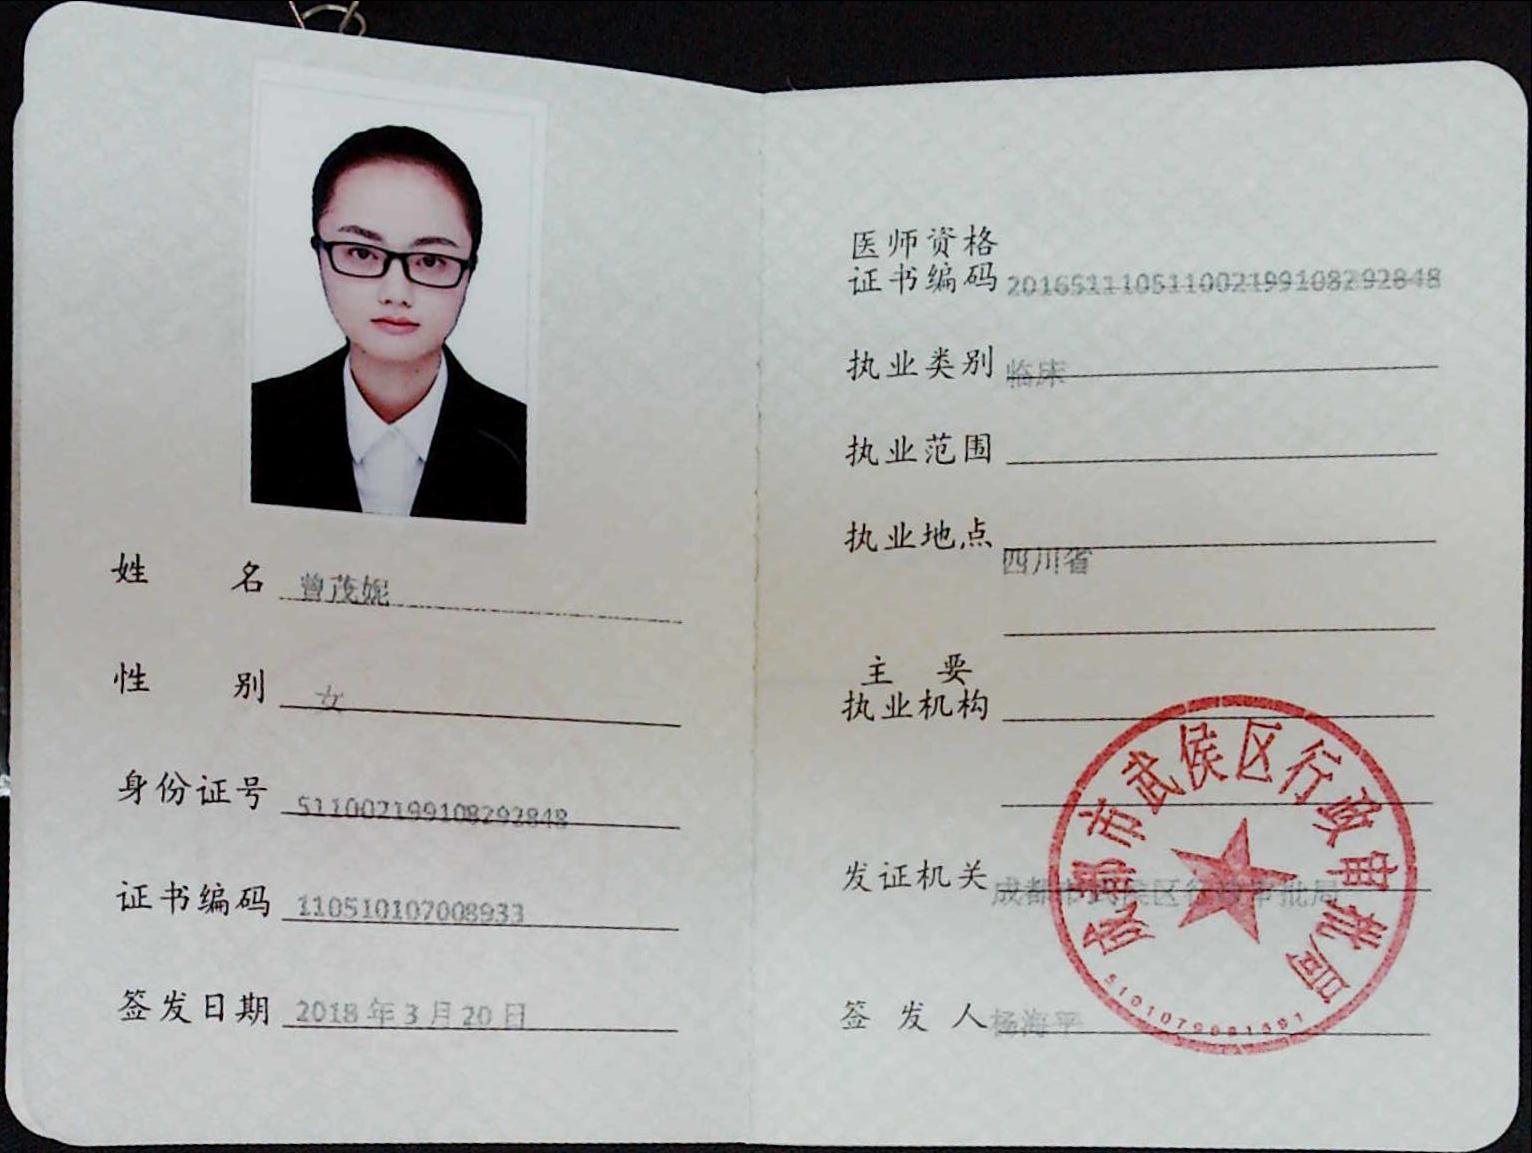 姓名 曾茂妮
性别 女
身份证号 511002199108292848
证书编码 110510107008933
签发日期 2018年3月20日
医师资格
证书编码 201651110511002199108292848
执业类别 临床
执业范围
执业地点 四川省
主要
执业机构
发证机关 成都市武侯区行政审批局
签发人 杨海平
成都市武侯区行政审批局